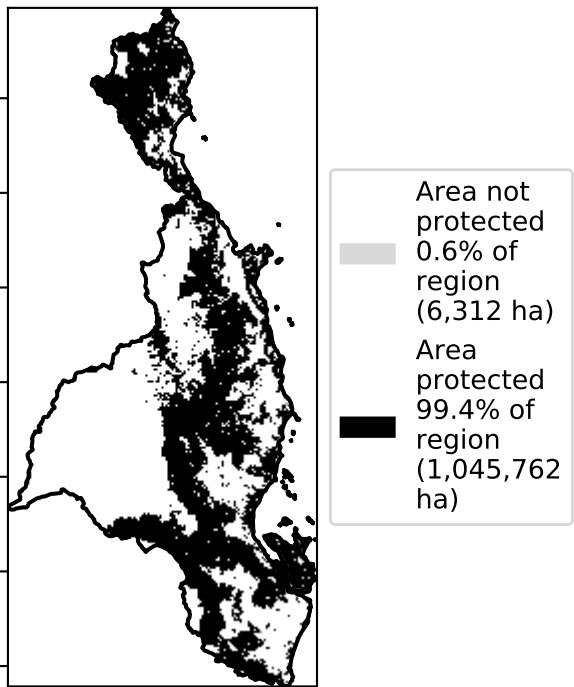 Area not
protected
0.6% of
region
(6,312 ha)
Area
protected
99.4% of
region
(1,045,762
ha)